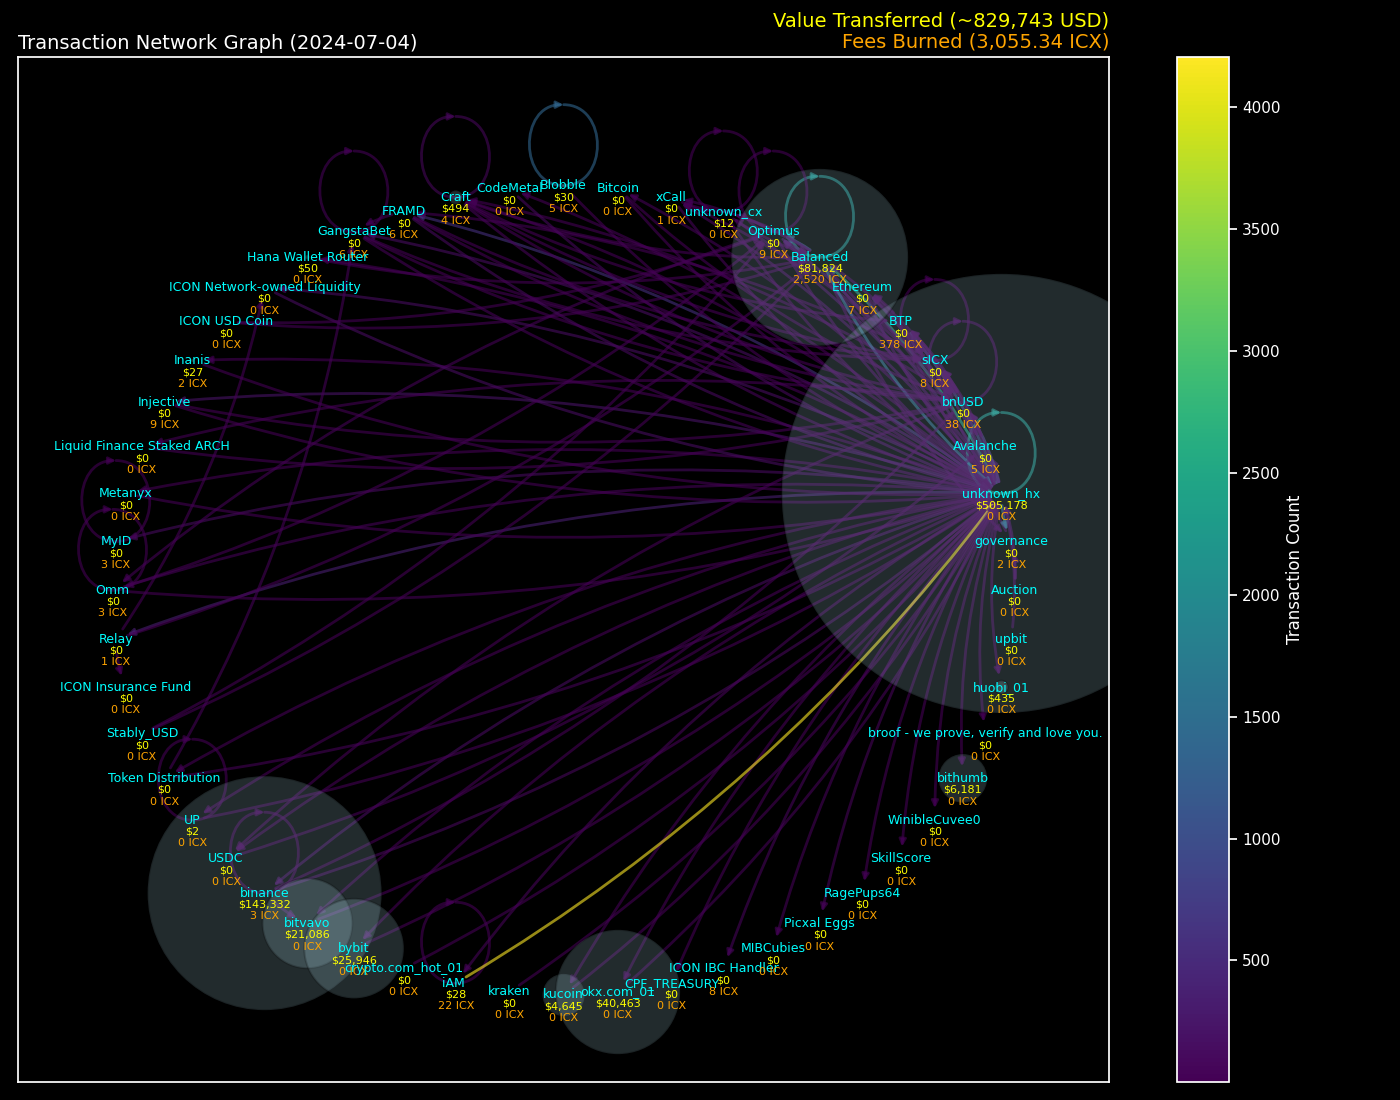 Value Transferred (~829,743 USD)
Transaction Network Graph (2024-07-04)
Fees Burned (3,055.34 ICX)
CodeMetal
$0
0 ICX
Blobble
$30
5 ICX
Bitcoin
$0
0 ICX
Craft
$494
4 ICX
xCall
$0
1 ICX
FRAMD
$0
6 ICX
unknown_cx
$12
0 ICX
GangstaBet
$0
6 ICX
Optimus
$0
9 ICX
Hana Wallet Router
$50
0 ICX
Balanced
$81,824
2,520 ICX
ICON Network-owned Liquidity
$0
0 ICX
Ethereum
$0
7 ICX
ICON USD Coin
$0
0 ICX
BTP
$0
378 ICX
Inanis
$27
2 ICX
sICX
$0
8 ICX
Injective
$0
9 ICX
bnUSD
$0
38 ICX
Liquid Finance Staked ARCH
$0
0 ICX
Avalanche
$0
5 ICX
Metanyx
$0
0 ICX
unknown_hx
$505,178
0 ICX
MyID
$0
3 ICX
governance
$0
2 ICX
Omm
$0
3 ICX
Auction
$0
0 ICX
Relay
$0
1 ICX
upbit
$0
0 ICX
ICON Insurance Fund
$0
0 ICX
huobi_01
$435
0 ICX
Stably_USD
$0
0 ICX
broof - we prove, verify and love you.
$0
0 ICX
Token Distribution
$0
0 ICX
bithumb
$6,181
0 ICX
UP
$2
0 ICX
WinibleCuvee0
$0
0 ICX
USDC
$0
0 ICX
SkillScore
$0
0 ICX
binance
$143,332
3 ICX
RagePups64
$0
0 ICX
bitvavo
$21,086
0 ICX
Picxal Eggs
$0
0 ICX
bybit
$25,946
0 ICX
MIBCubies
$0
0 ICX
crypto.com_hot_01
$0
0 ICX
ICON IBC Handler
$0
8 ICX
iAM
$28
22 ICX
CPF_TREASURY
$0
0 ICX
kraken
$0
0 ICX
kucoin
$4,645
0 ICX
okx.com_01
$40,463
0 ICX
4000
3500
3000
2500
2000
1500
1000
500
Transaction Count